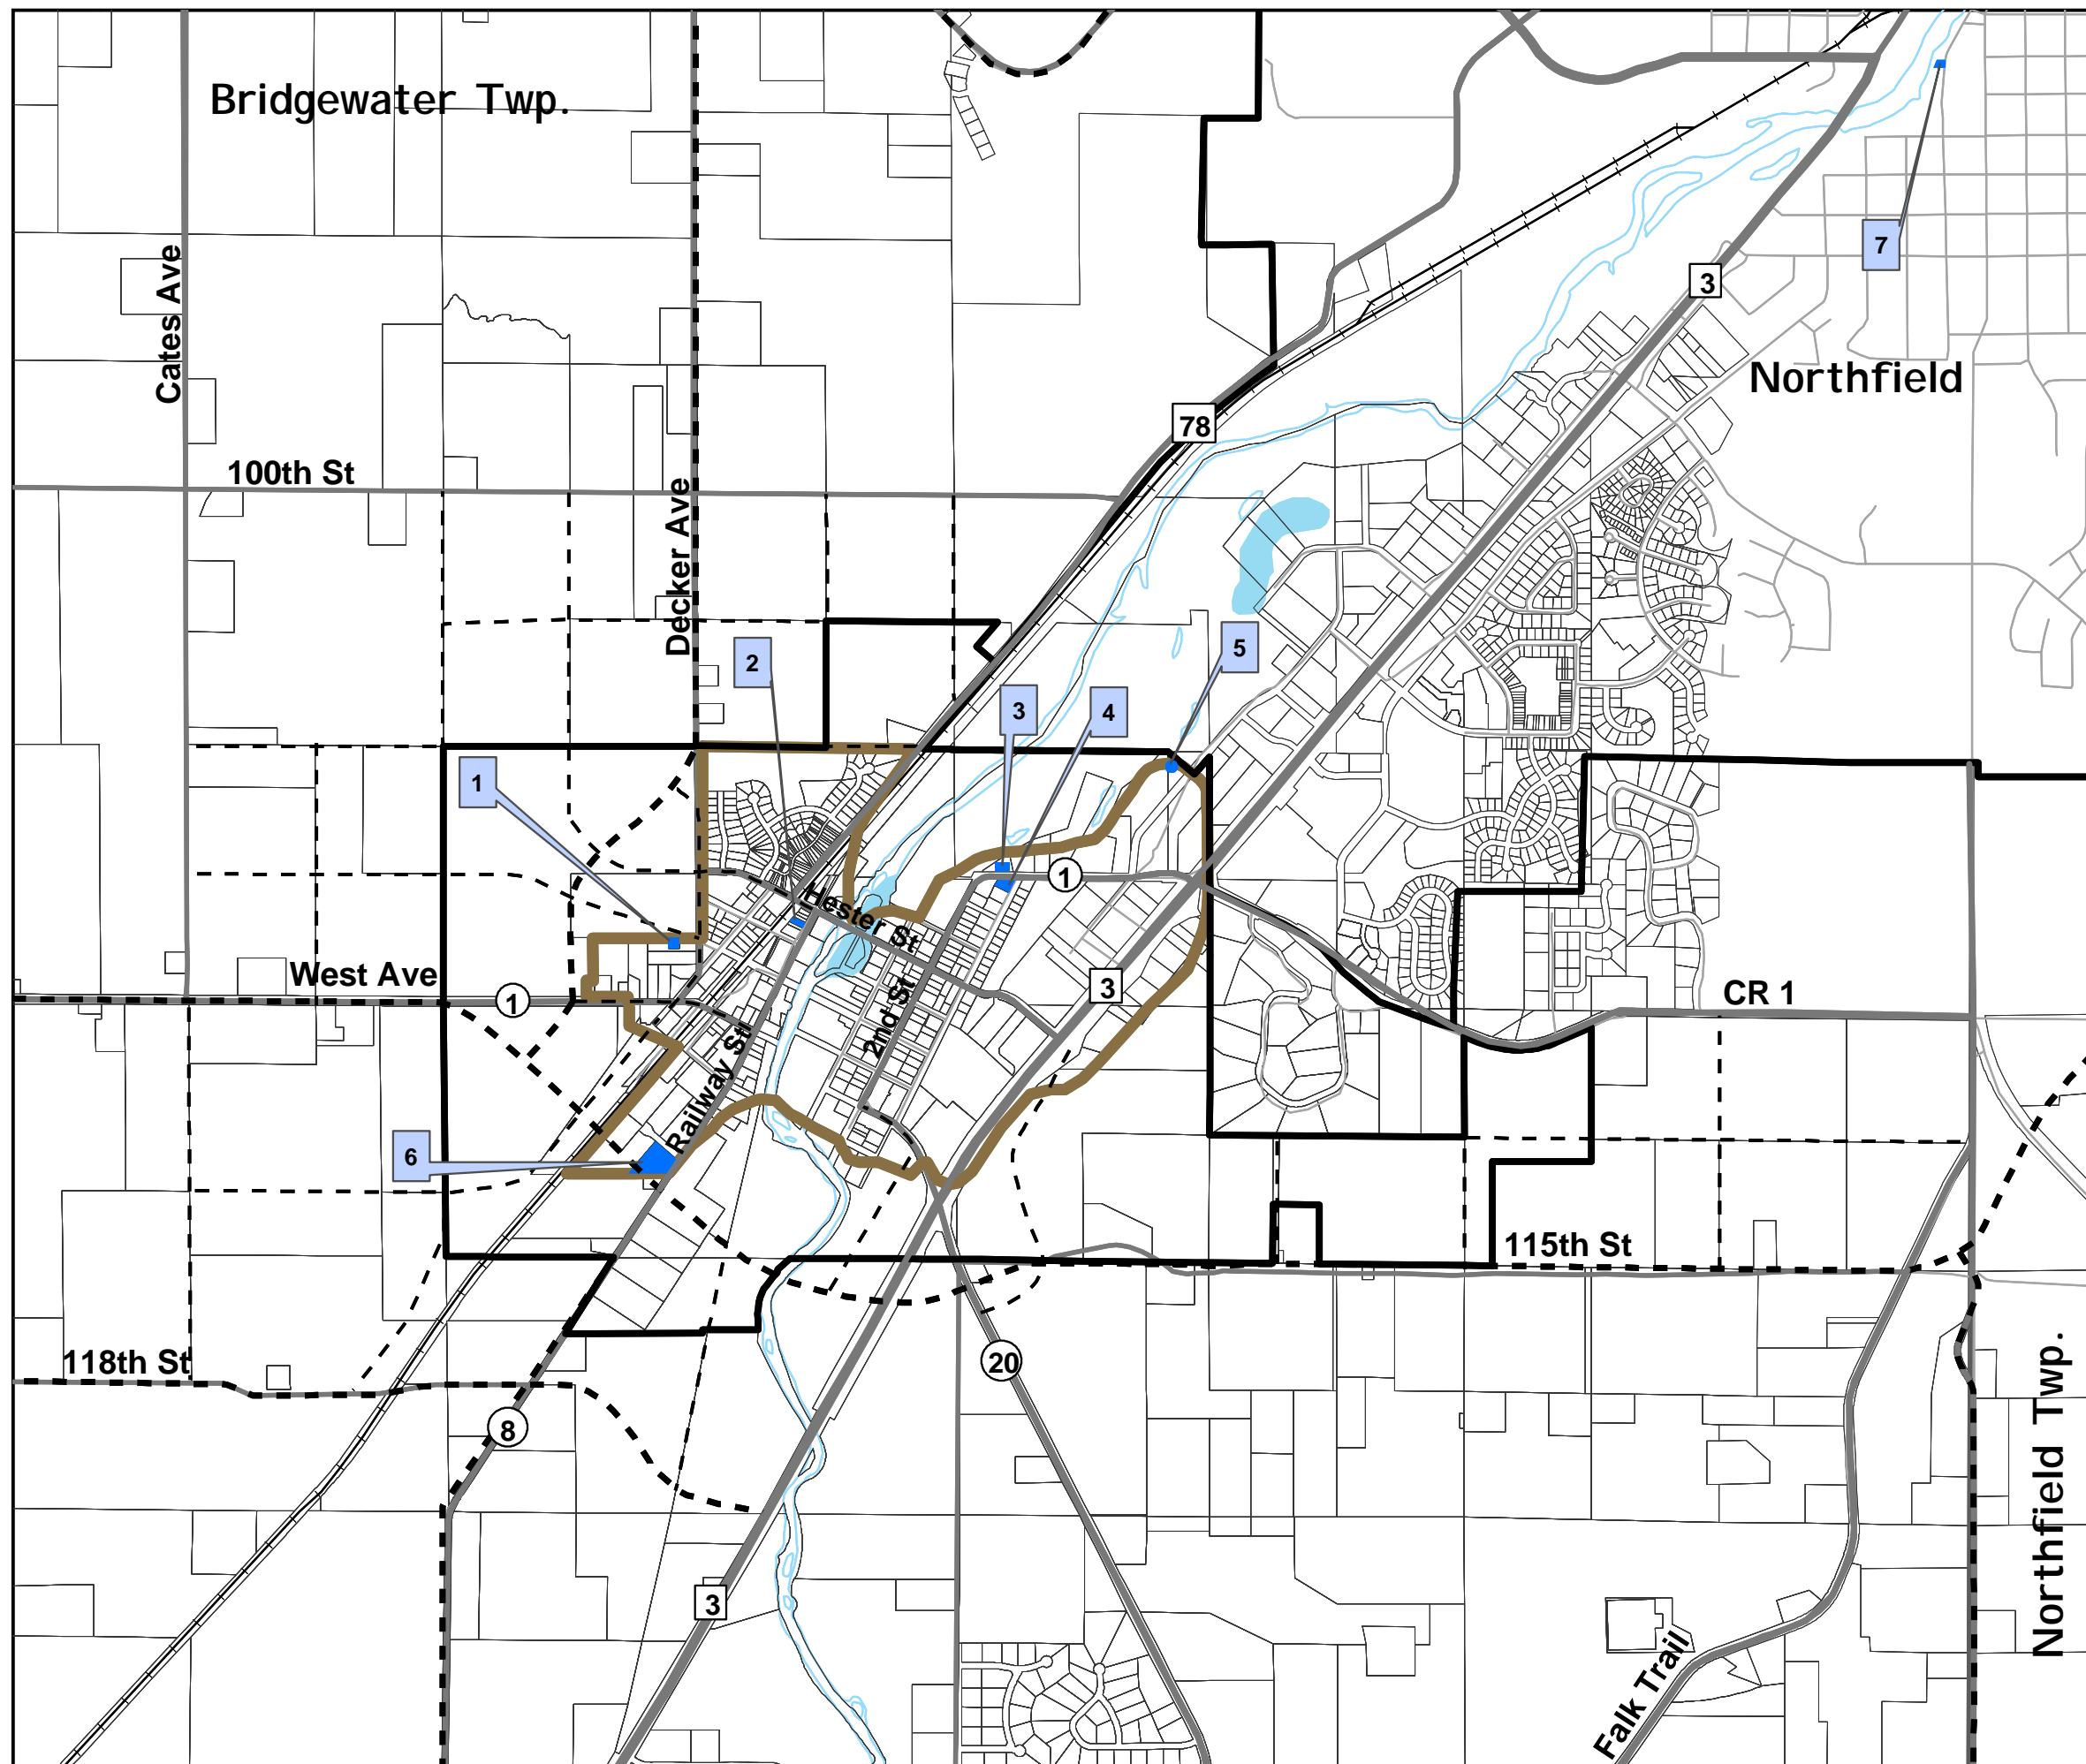 Bridgewater Twp.
7
Cates Ave
3
Northfield
78
100th St
Decker Ave
2
5
3
4
1
1
Hester St
West Ave
1
3
2nd St
CR 1
Railway St
6
115th St
118th St
20
8
Northfield Twp.
3
Falk Trail